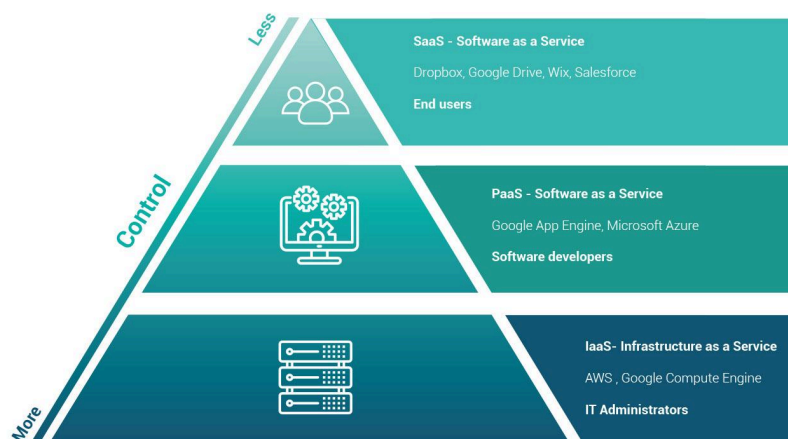 Less
Control
More
SaaS - Software as a Service
Dropbox, Google Drive, Wix, Salesforce
End users
PaaS - Software as a Service
Google App Engine, Microsoft Azure
Software developers
IaaS- Infrastructure as a Service
AWS , Google Compute Engine
IT Administrators